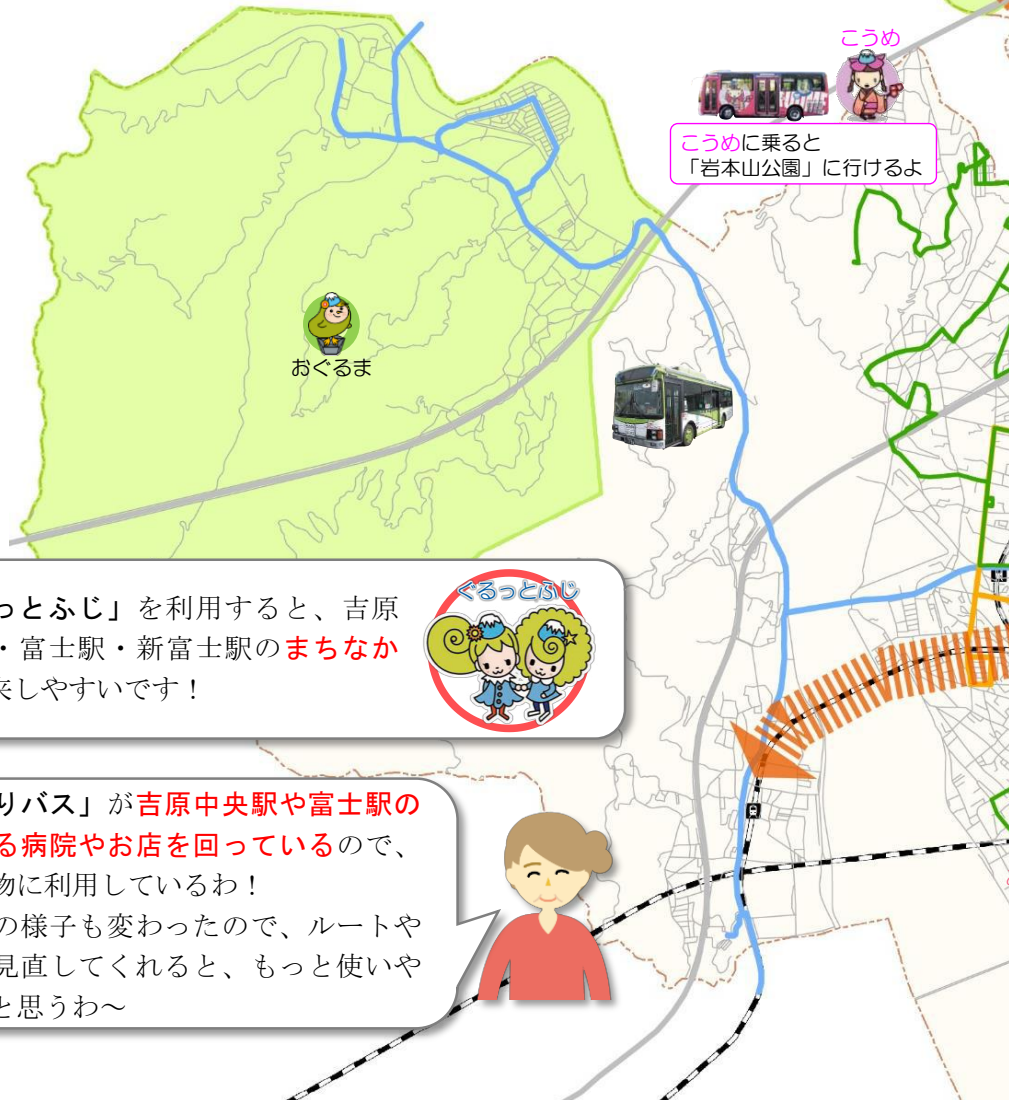 こうめ
こうめに乗ると
「岩本山公園」に行けるよ
おぐるま
っとふじ」を利用すると、吉原
・富士駅・新富士駅のまちなか
来しやすいです！
ぐるっとふじ
りバス」が吉原中央駅や富士駅の
る病院やお店を回っているので、
物に利用しているわ！
の様子も変わったので、ルートや
見直してくれると、もっと使いや
と思うわ～